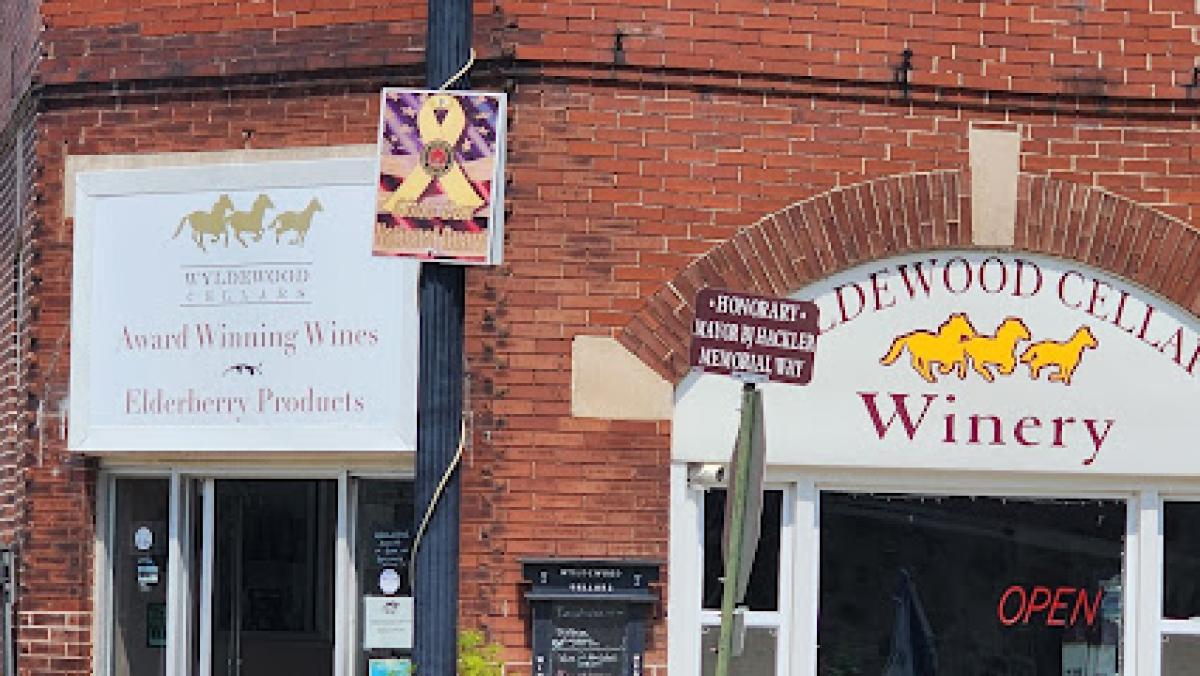 WYLDEWOOD
CELLARS
Award Winning Wines
Elderberry Products
• HONORARY •
MAYOR BJ HACKLER
MEMORIAL WAY
LDEWOOD CELLAR
Winery
OPEN
WYLDEWOOD
CELLARS